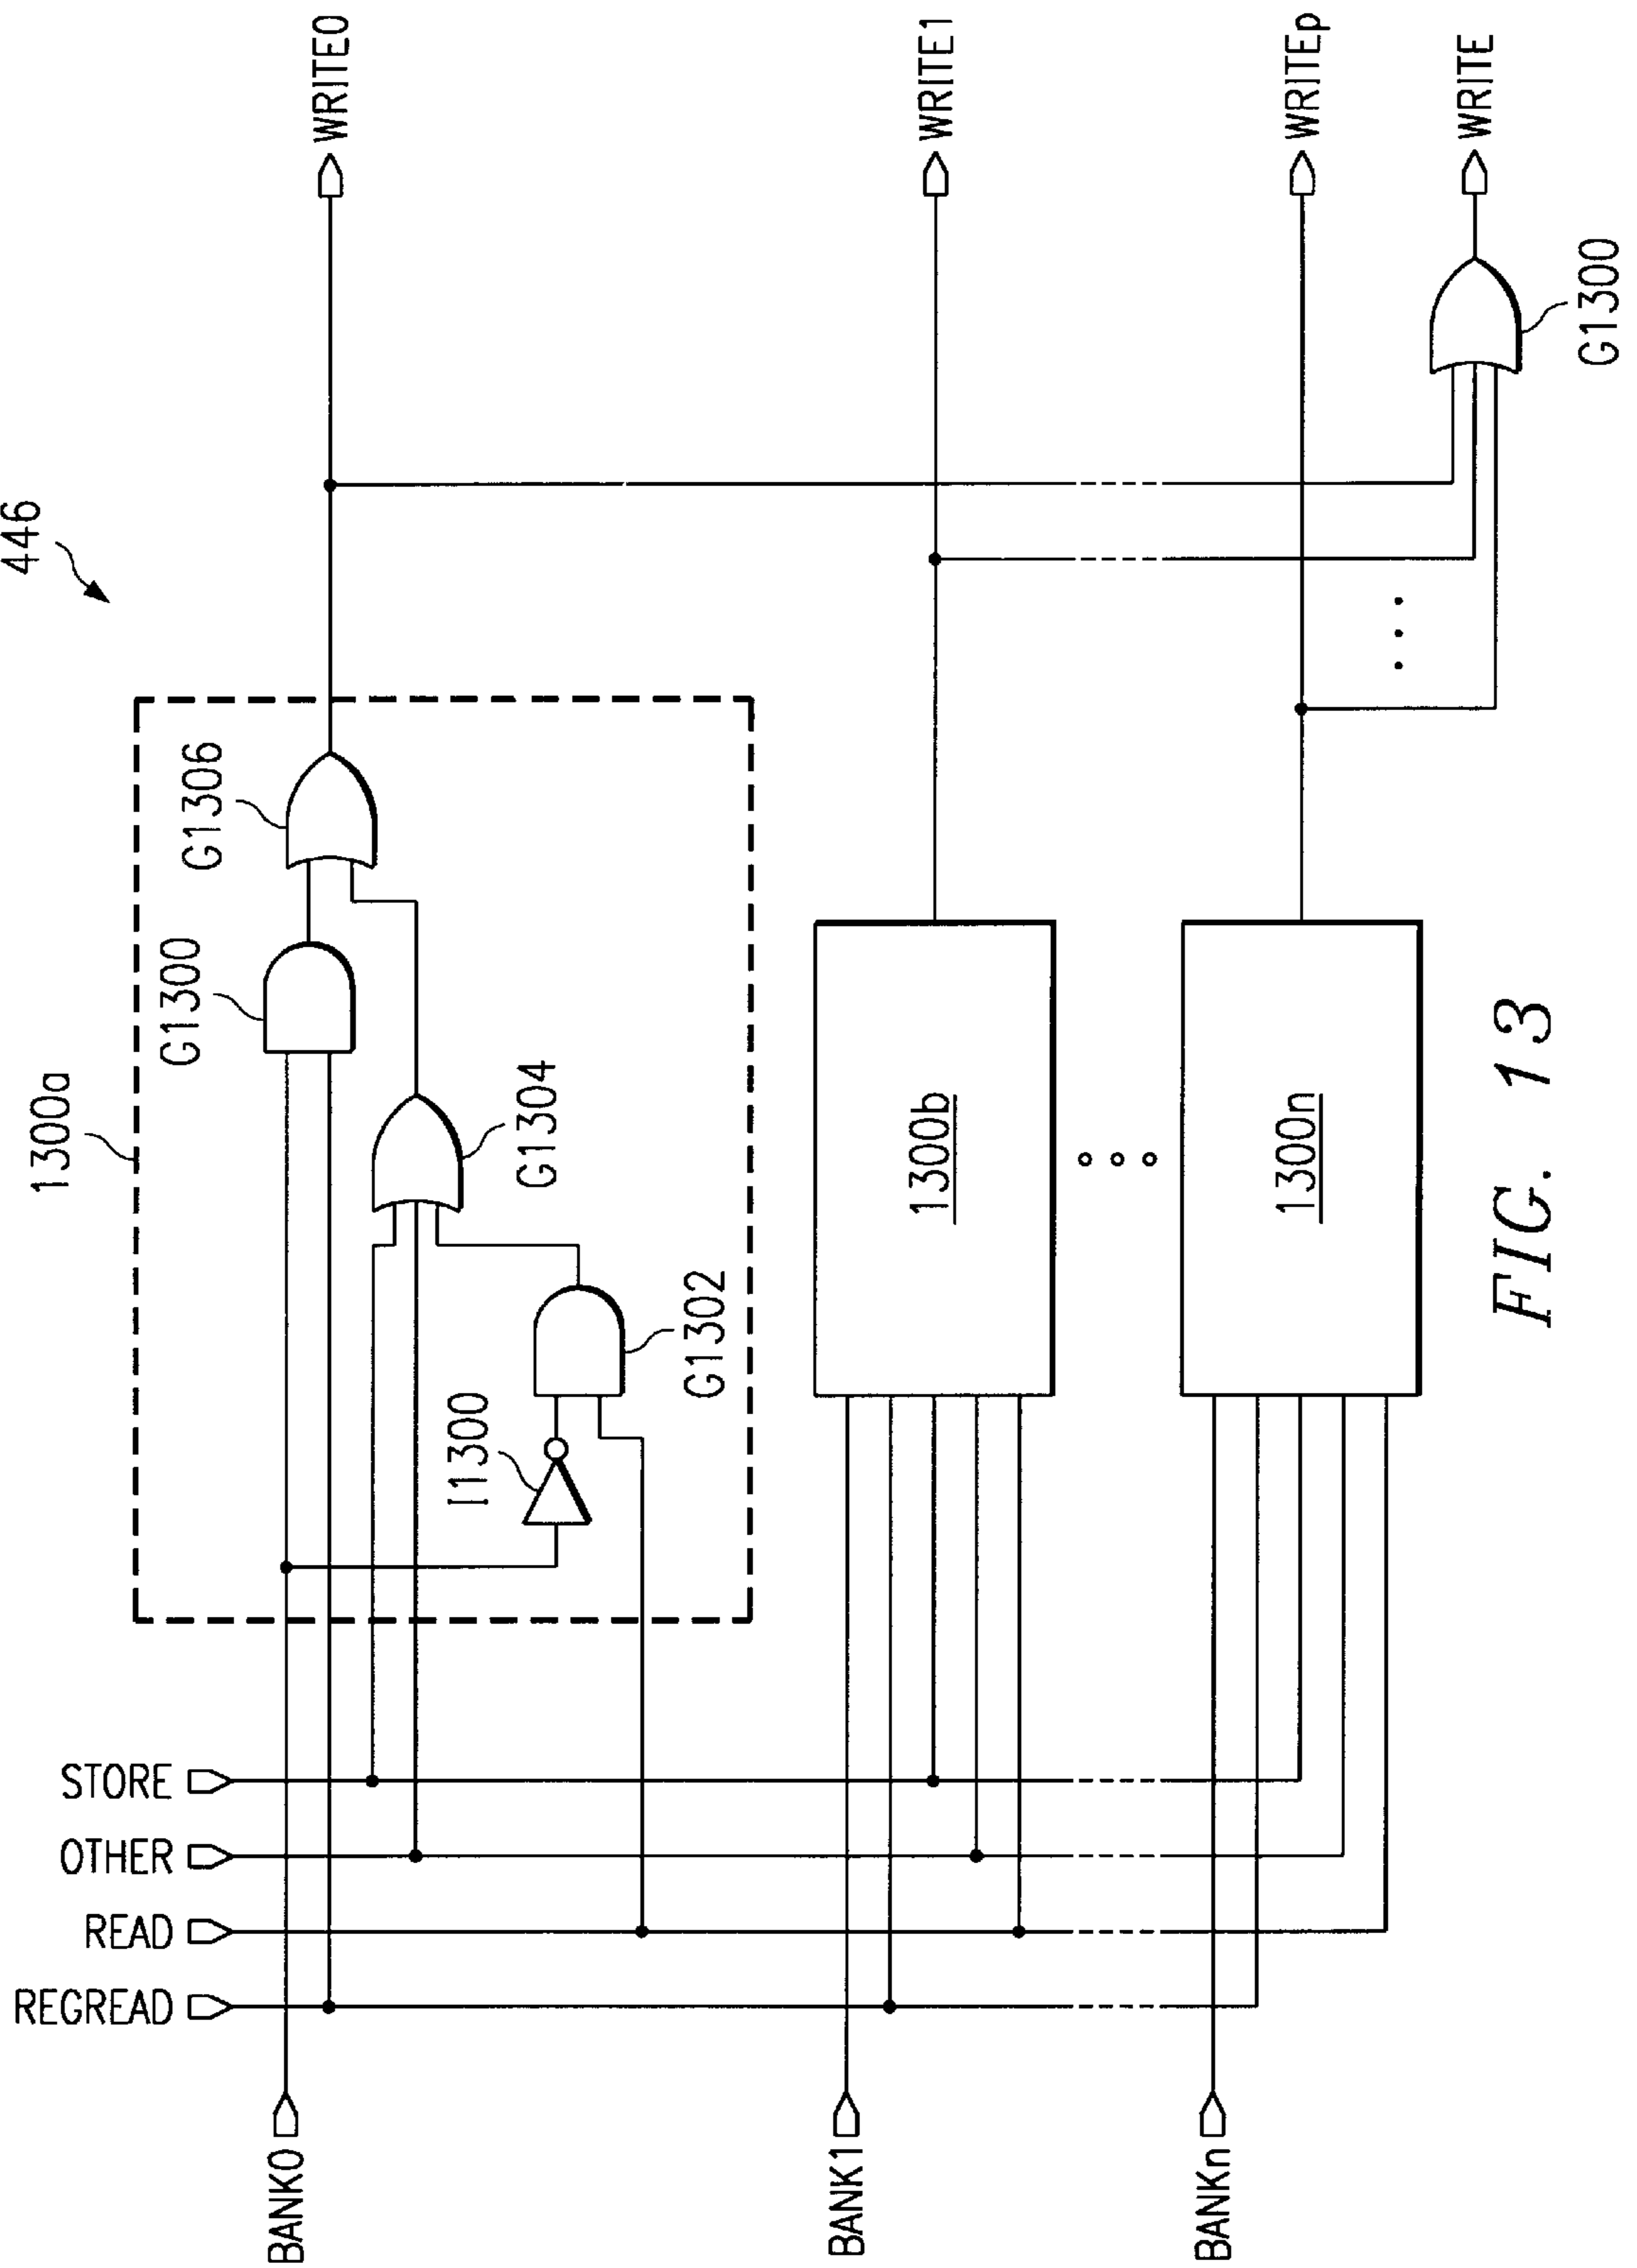 446
1300a
G1306
G1300
G1304
I1300
G1302
STORE
OTHER
READ
REGREAD
BANK0
WRITE0
1300b
BANK1
WRITE1
1300n
BANKn
WRITEp
WRITE
G1300
FIG. 13